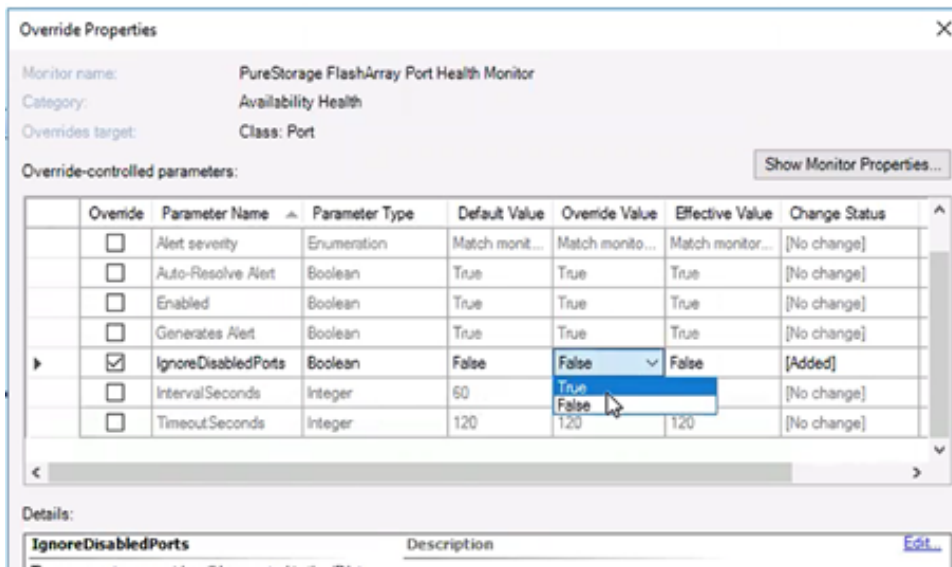 Override Properties
Monitor name: PureStorage FlashArray Port Health Monitor
Category: Availability Health
Overrides target: Class: Port
Override-controlled parameters: Show Monitor Properties...
Override Parameter Name Parameter Type Default Value Override Value Effective Value Change Status
Alert severity Enumeration Match monit... Match monito... Match monitor... [No change]
Auto-Resolve Alert Boolean True True True [No change]
Enabled Boolean True True True [No change]
Generates Alert Boolean True True True [No change]
IgnoreDisabledPorts Boolean False False False [Added]
IntervalSeconds Integer 60 True [No change]
False
TimeoutSeconds Integer 120 120 120 [No change]
Details:
IgnoreDisabledPorts Description Edit...